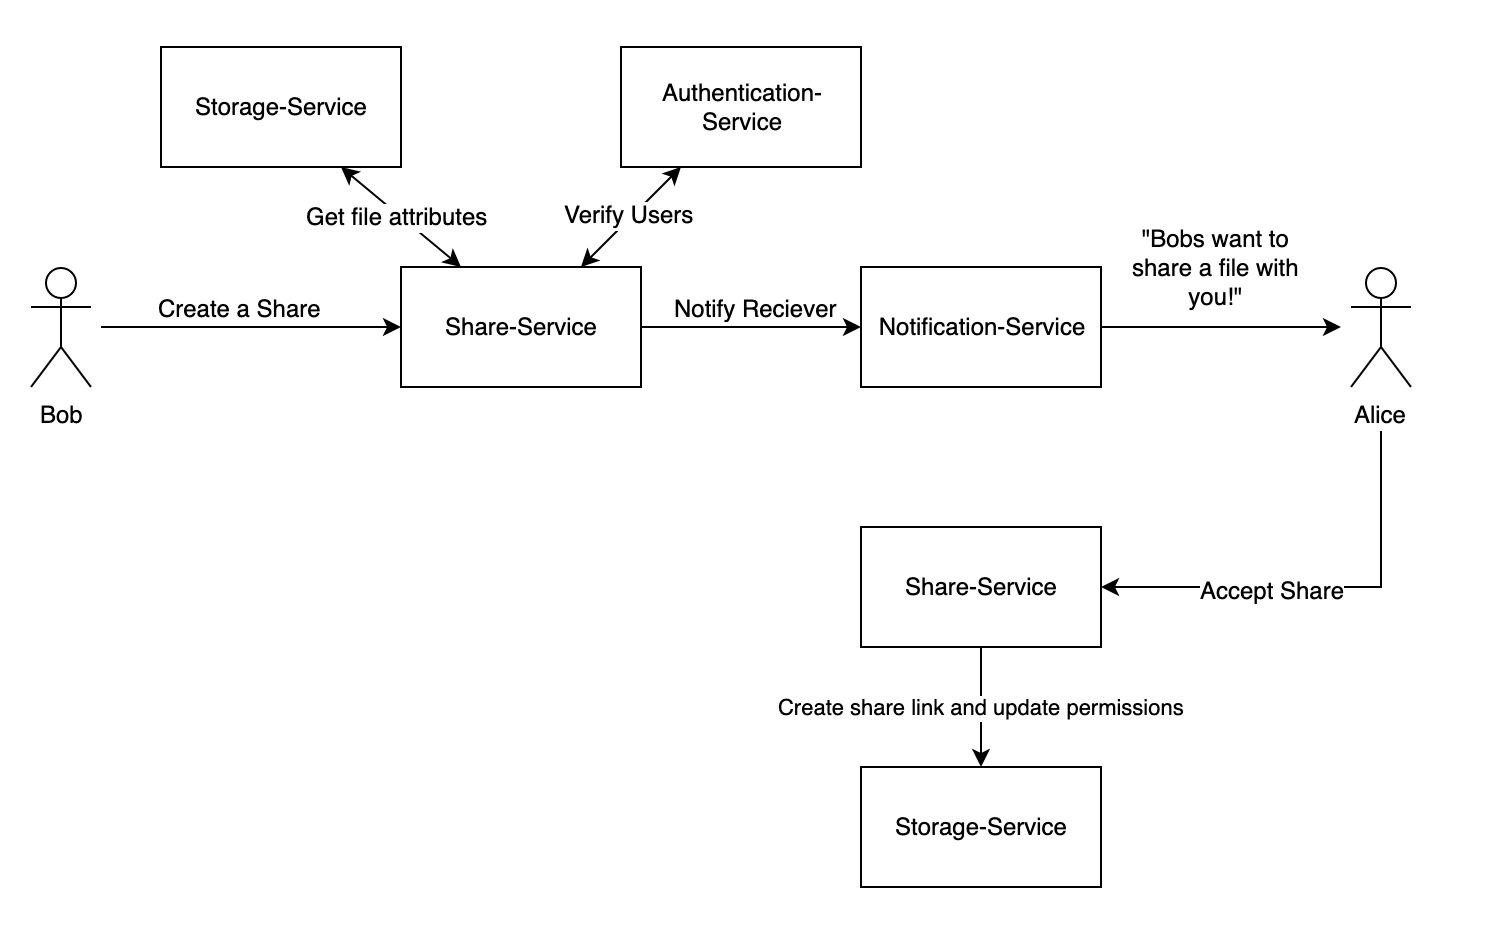 Storage-Service
Authentication-
Service
Get file attributes
Verify Users
"Bobs want to
share a file with
you!"
Create a Share
Share-Service
Notify Reciever
Notification-Service
Bob
Alice
Share-Service
Accept Share
Create share link and update permissions
Storage-Service